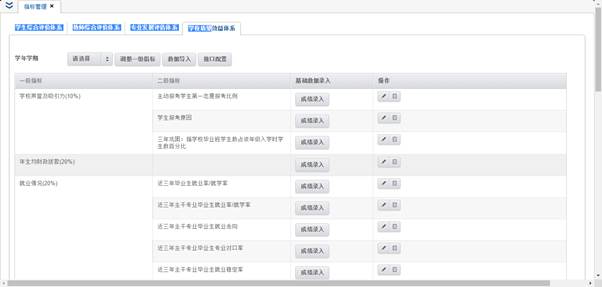 指标管理 ×
学生综合评价体系 教师综合评价体系 专业发展评估体系 学校质量效益体系
学年学期 请选择 调整一级指标 数据导入 接口配置
一级指标 二级指标 基础数据录入 操作
学校声誉及吸引力(10%) 主动报考学生第一志愿报考比例 成绩录入
学生报考原因 成绩录入
三年巩固：指学校毕业班学生数占该年级入学时学
生数百分比 成绩录入
年生均财政拨款(20%) 成绩录入
就业情况(20%) 近三年毕业生就业率/就学率 成绩录入
近三年主干专业毕业生就业率/就学率 成绩录入
近三年主干专业毕业生就业去向 成绩录入
近三年主干专业毕业生专业对口率 成绩录入
近三年主干专业毕业生就业稳定率 成绩录入